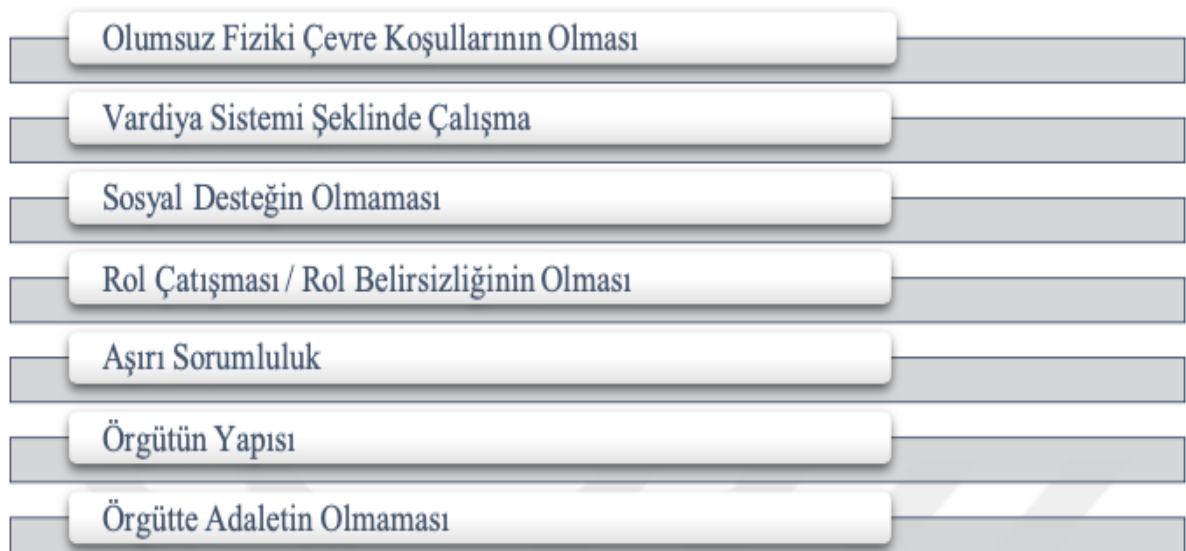 Olumsuz Fiziki Çevre Koşullarının Olması
Vardiya Sistemi Şeklinde Çalışma
Sosyal Desteğin Olmaması
Rol Çatışması / Rol Belirsizliğinin Olması
Aşırı Sorumluluk
Örgütün Yapısı
Örgütte Adaletin Olmaması